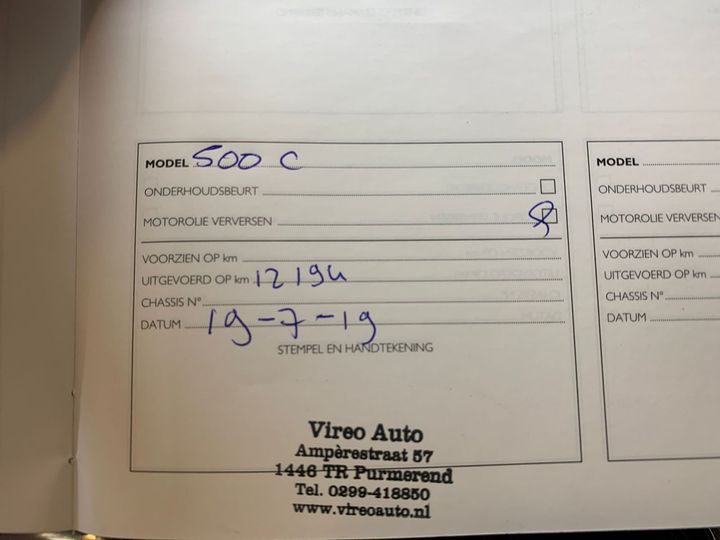 MODEL 500 C
ONDERHOUDSBEURT
MOTOROLIE VERVERSEN
VOORZIEN OP km
UITGEVOERD OP km 12194
CHASSIS N°
DATUM 19-7-19
STEMPEL EN HANDTEKENING
Vireo Auto
Ampèrestraat 57
1446 TR Purmerend
Tel. 0299-418850
www.vireoauto.nl
MODEL
ONDERHOUDSBEURT
MOTOROLIE VERVERSEN
VOORZIEN OP km
UITGEVOERD OP km
CHASSIS N°
DATUM